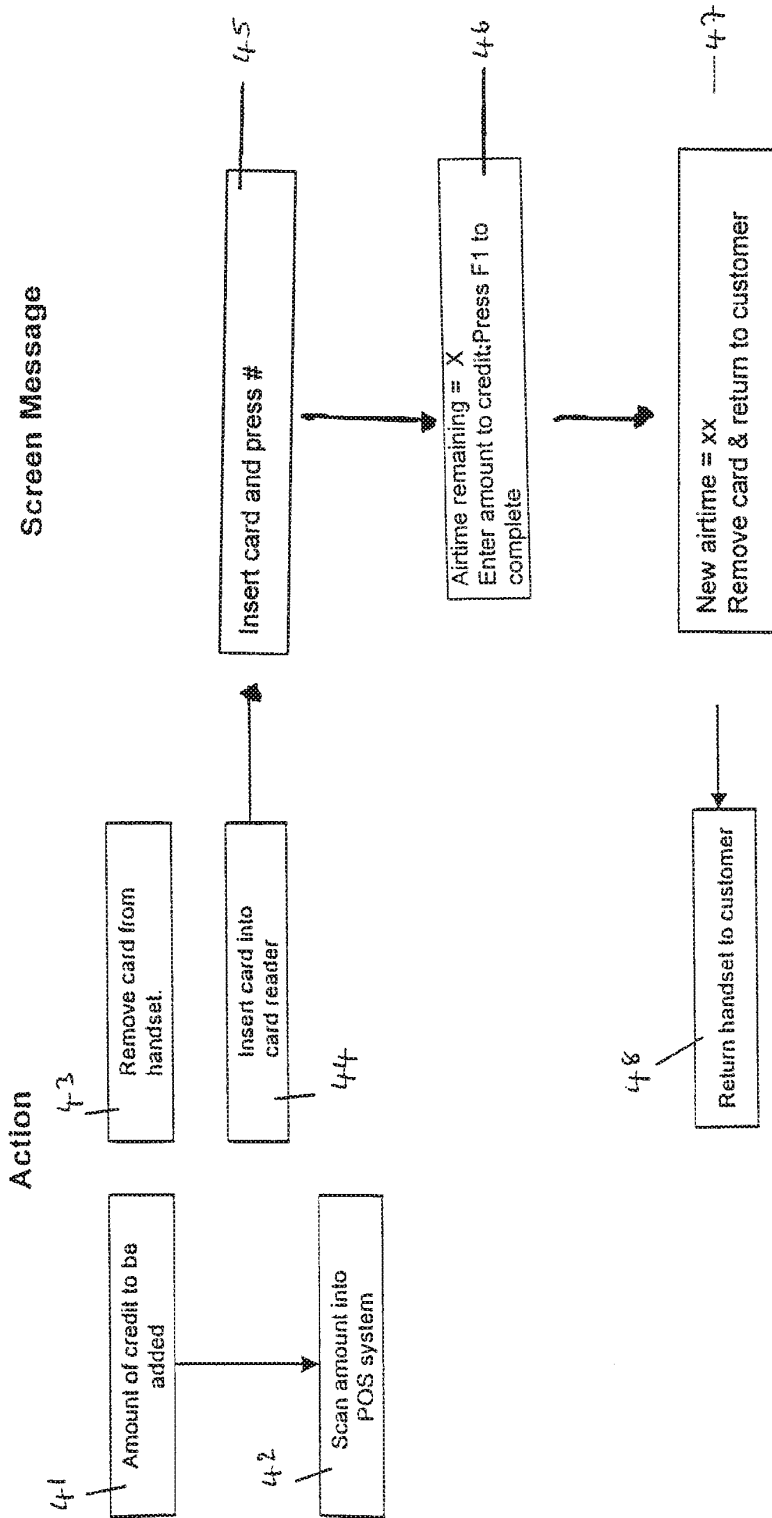 Action
Screen Message
41
Amount of credit to be
added
42
Scan amount into
POS system
43
Remove card from
handset.
44
Insert card into
card reader
45
Insert card and press #
46
Airtime remaining = X
Enter amount to credit:Press F1 to
complete
47
New airtime = xx
Remove card & return to customer
48
Return handset to customer